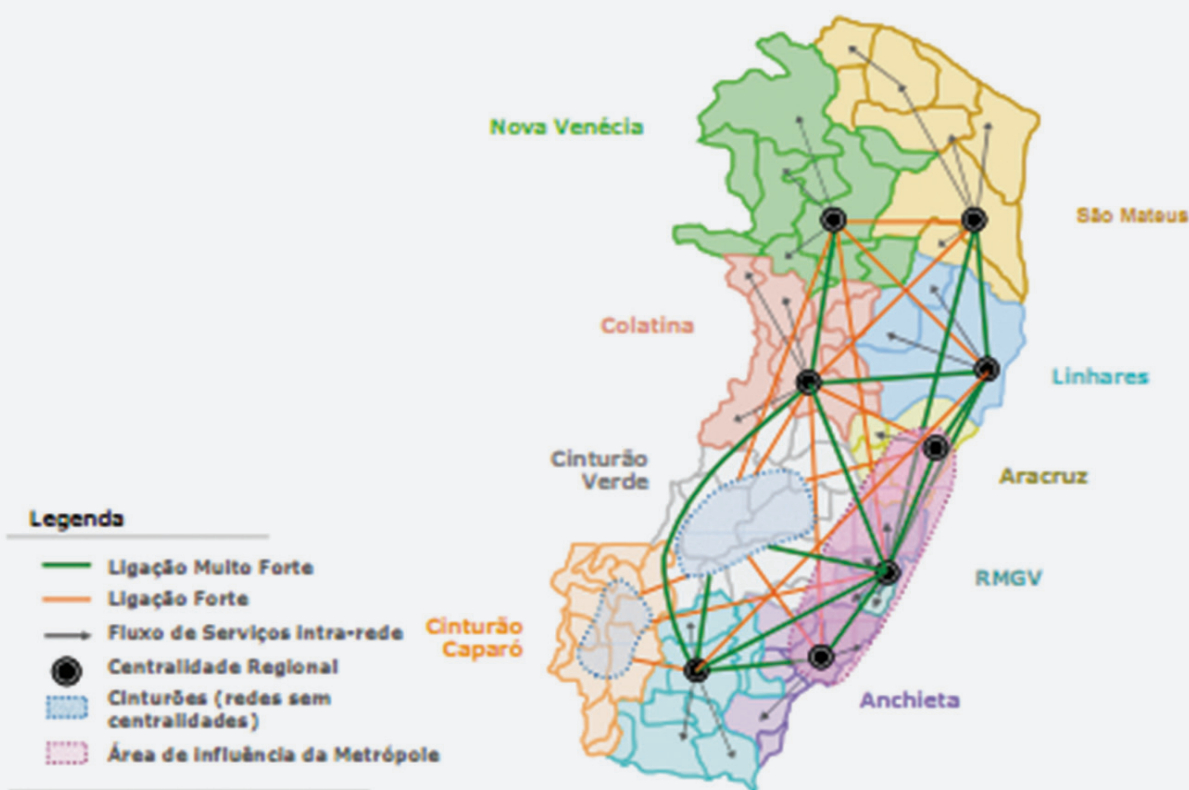 Nova Venécia
São Mateus
Colatina
Linhares
Cinturão
Verde
Aracruz
Legenda
Ligação Muito Forte
RMGV
Ligação Forte
Fluxo de Serviços intra-rede
Cinturão
Caparó
Centralidade Regional
Cinturões (redes sem
centralidades)
Anchieta
Área de influência da Metrópole